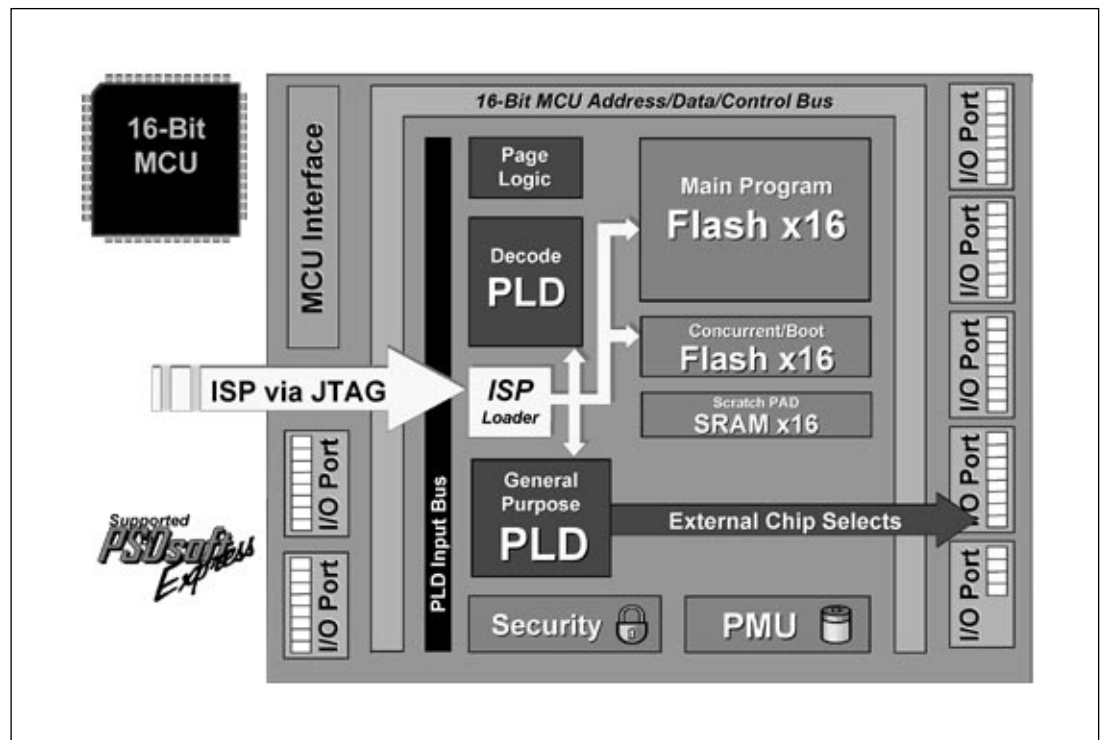 16-Bit
MCU
MCU Interface
16-Bit MCU Address/Data/Control Bus
Page
Logic
Main Program
Flash x16
Decode
PLD
Concurrent/Boot
Flash x16
ISP via JTAG
ISP
Loader
Scratch PAD
SRAM x16
PLD Input Bus
General
Purpose
PLD
External Chip Selects
Security
PMU
I/O Port
I/O Port
I/O Port
I/O Port
I/O Port
I/O Port
I/O Port
Supported
PSDsoft
Express